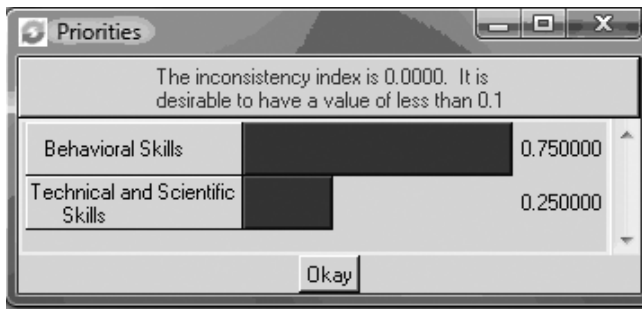 Priorities
The inconsistency index is 0.0000. It is
desirable to have a value of less than 0.1
Behavioral Skills 0.750000
Technical and Scientific
Skills 0.250000
Okay